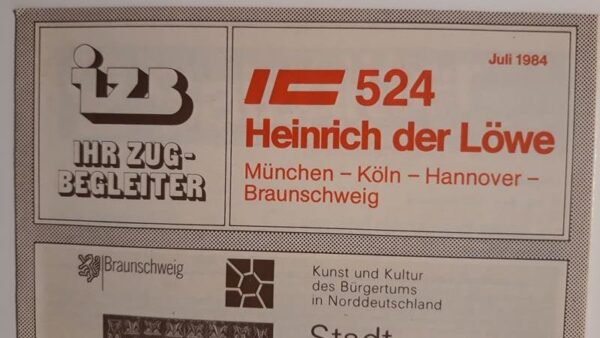 izb
IHR ZUG-
BEGLEITER
Juli 1984
IC 524
Heinrich der Löwe
München – Köln – Hannover –
Braunschweig
Braunschweig
Kunst und Kultur
des Bürgertums
in Norddeutschland
Stadt